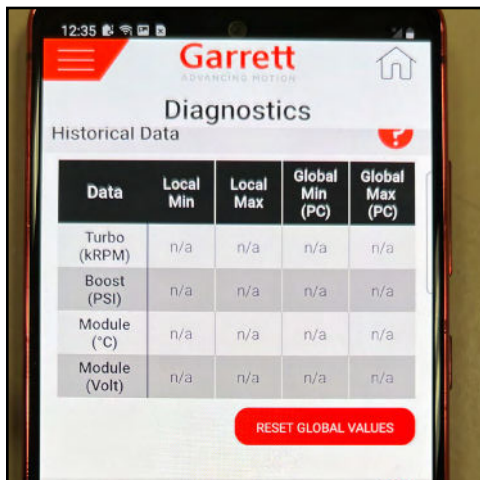 12:35
Garrett
ADVANCING MOTION
Diagnostics
Historical Data
?
Data Local Min Local Max Global Min (PC) Global Max (PC)
Turbo (kRPM) n/a n/a n/a n/a
Boost (PSI) n/a n/a n/a n/a
Module (°C) n/a n/a n/a n/a
Module (Volt) n/a n/a n/a n/a
RESET GLOBAL VALUES